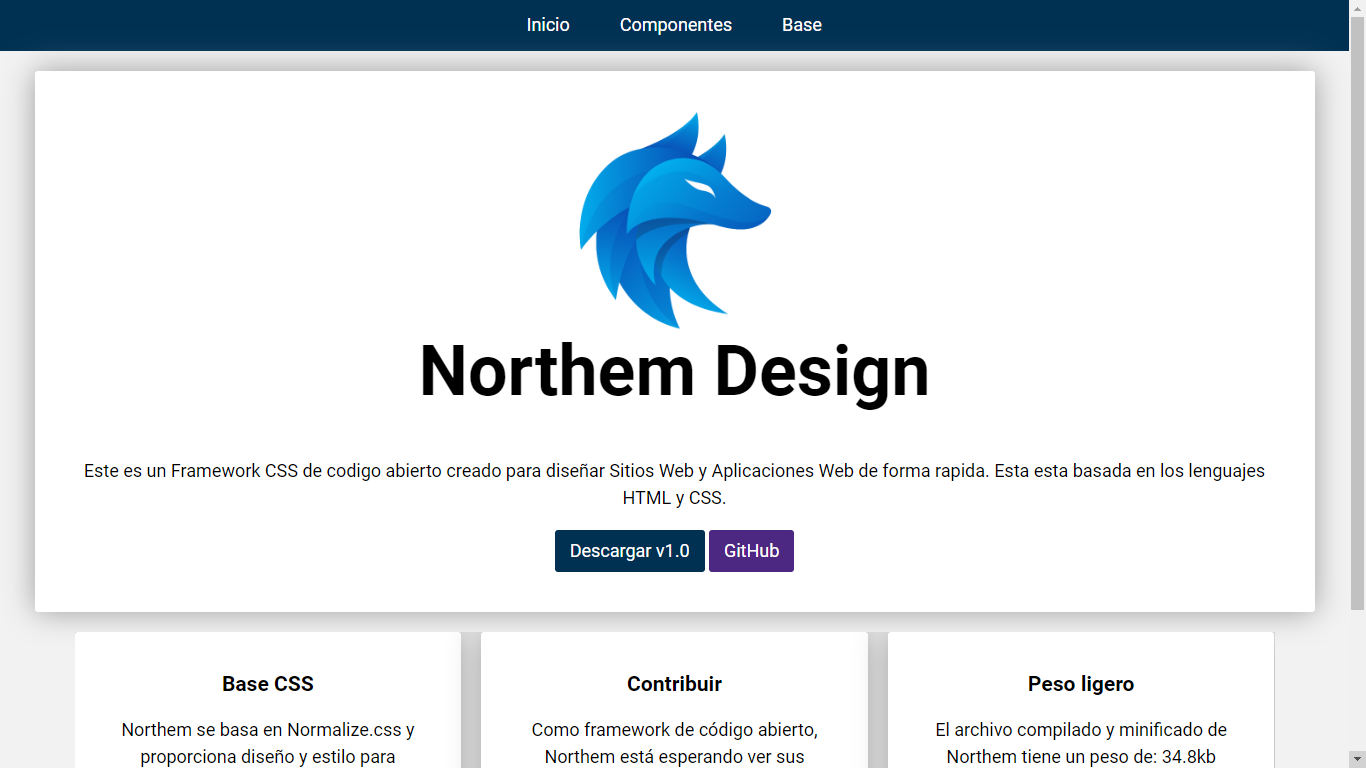 Inicio Componentes Base
Northem Design
Este es un Framework CSS de codigo abierto creado para diseñar Sitios Web y Aplicaciones Web de forma rapida. Esta esta basada en los lenguajes
HTML y CSS.
Descargar v1.0 GitHub
Base CSS
Northem se basa en Normalize.css y
proporciona diseño y estilo para
Contribuir
Como framework de código abierto,
Northem está esperando ver sus
Peso ligero
El archivo compilado y minificado de
Northem tiene un peso de: 34.8kb